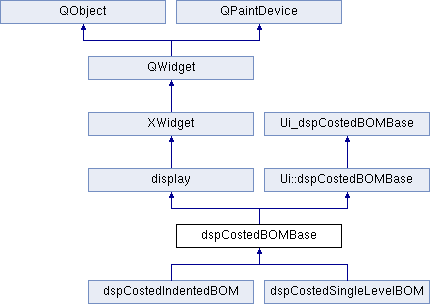 QObject
QPaintDevice
QWidget
XWidget
Ui_dspCostedBOMBase
display
Ui::dspCostedBOMBase
dspCostedBOMBase
dspCostedIndentedBOM
dspCostedSingleLevelBOM